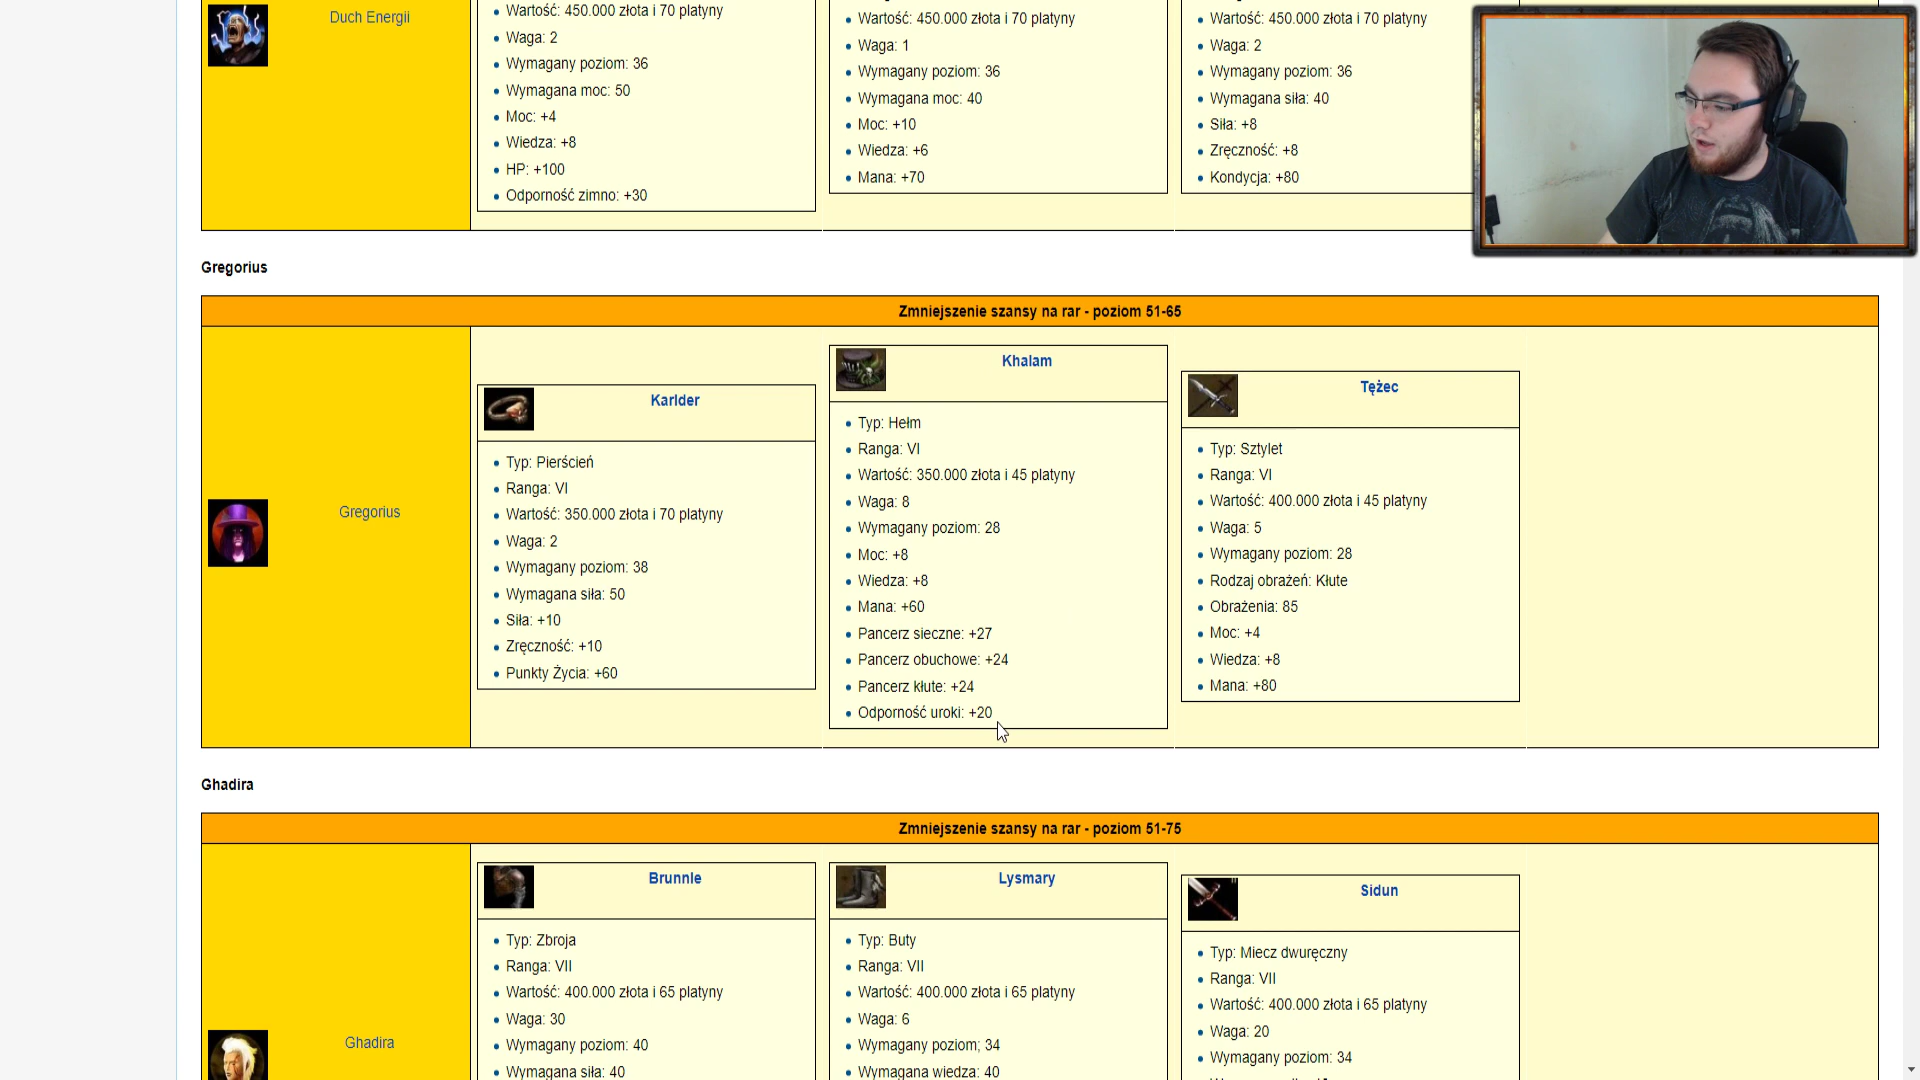 Duch Energii
Wartość: 450.000 złota i 70 platyny
Waga: 2
Wymagany poziom: 36
Wymagana moc: 50
Moc: +4
Wiedza: +8
HP: +100
Odporność zimno: +30
Wartość: 450.000 złota i 70 platyny
Waga: 1
Wymagany poziom: 36
Wymagana moc: 40
Moc: +10
Wiedza: +6
Mana: +70
Wartość: 450.000 złota i 70 platyny
Waga: 2
Wymagany poziom: 36
Wymagana siła: 40
Siła: +8
Zręczność: +8
Kondycja: +80
Gregorius
Zmniejszenie szansy na rar - poziom 51-65
Gregorius
Karlder
Typ: Pierścień
Ranga: VI
Wartość: 350.000 złota i 70 platyny
Waga: 2
Wymagany poziom: 38
Wymagana siła: 50
Siła: +10
Zręczność: +10
Punkty Życia: +60
Khalam
Typ: Hełm
Ranga: VI
Wartość: 350.000 złota i 45 platyny
Waga: 8
Wymagany poziom: 28
Moc: +8
Wiedza: +8
Mana: +60
Pancerz sieczne: +27
Pancerz obuchowe: +24
Pancerz kłute: +24
Odporność uroki: +20
Tężec
Typ: Sztylet
Ranga: VI
Wartość: 400.000 złota i 45 platyny
Waga: 5
Wymagany poziom: 28
Rodzaj obrażeń: Kłute
Obrażenia: 85
Moc: +4
Wiedza: +8
Mana: +80
Ghadira
Zmniejszenie szansy na rar - poziom 51-75
Ghadira
Brunnle
Typ: Zbroja
Ranga: VII
Wartość: 400.000 złota i 65 platyny
Waga: 30
Wymagany poziom: 40
Wymagana siła: 40
Lysmary
Typ: Buty
Ranga: VII
Wartość: 400.000 złota i 65 platyny
Waga: 6
Wymagany poziom; 34
Wymagana wiedza: 40
Sidun
Typ: Miecz dwuręczny
Ranga: VII
Wartość: 400.000 złota i 65 platyny
Waga: 20
Wymagany poziom: 34